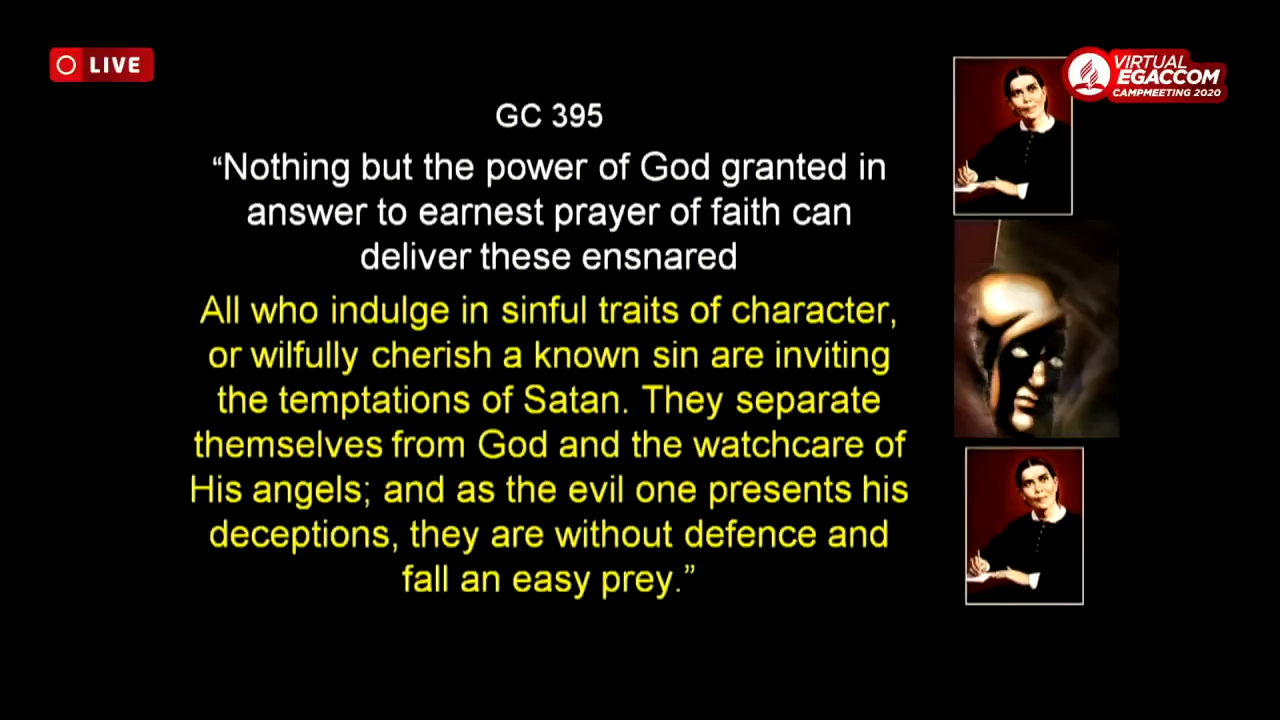 LIVE
VIRTUAL
EGACCOM
CAMPMEETING 2020
GC 395
“Nothing but the power of God granted in
answer to earnest prayer of faith can
deliver these ensnared
All who indulge in sinful traits of character,
or wilfully cherish a known sin are inviting
the temptations of Satan. They separate
themselves from God and the watchcare of
His angels; and as the evil one presents his
deceptions, they are without defence and
fall an easy prey.”